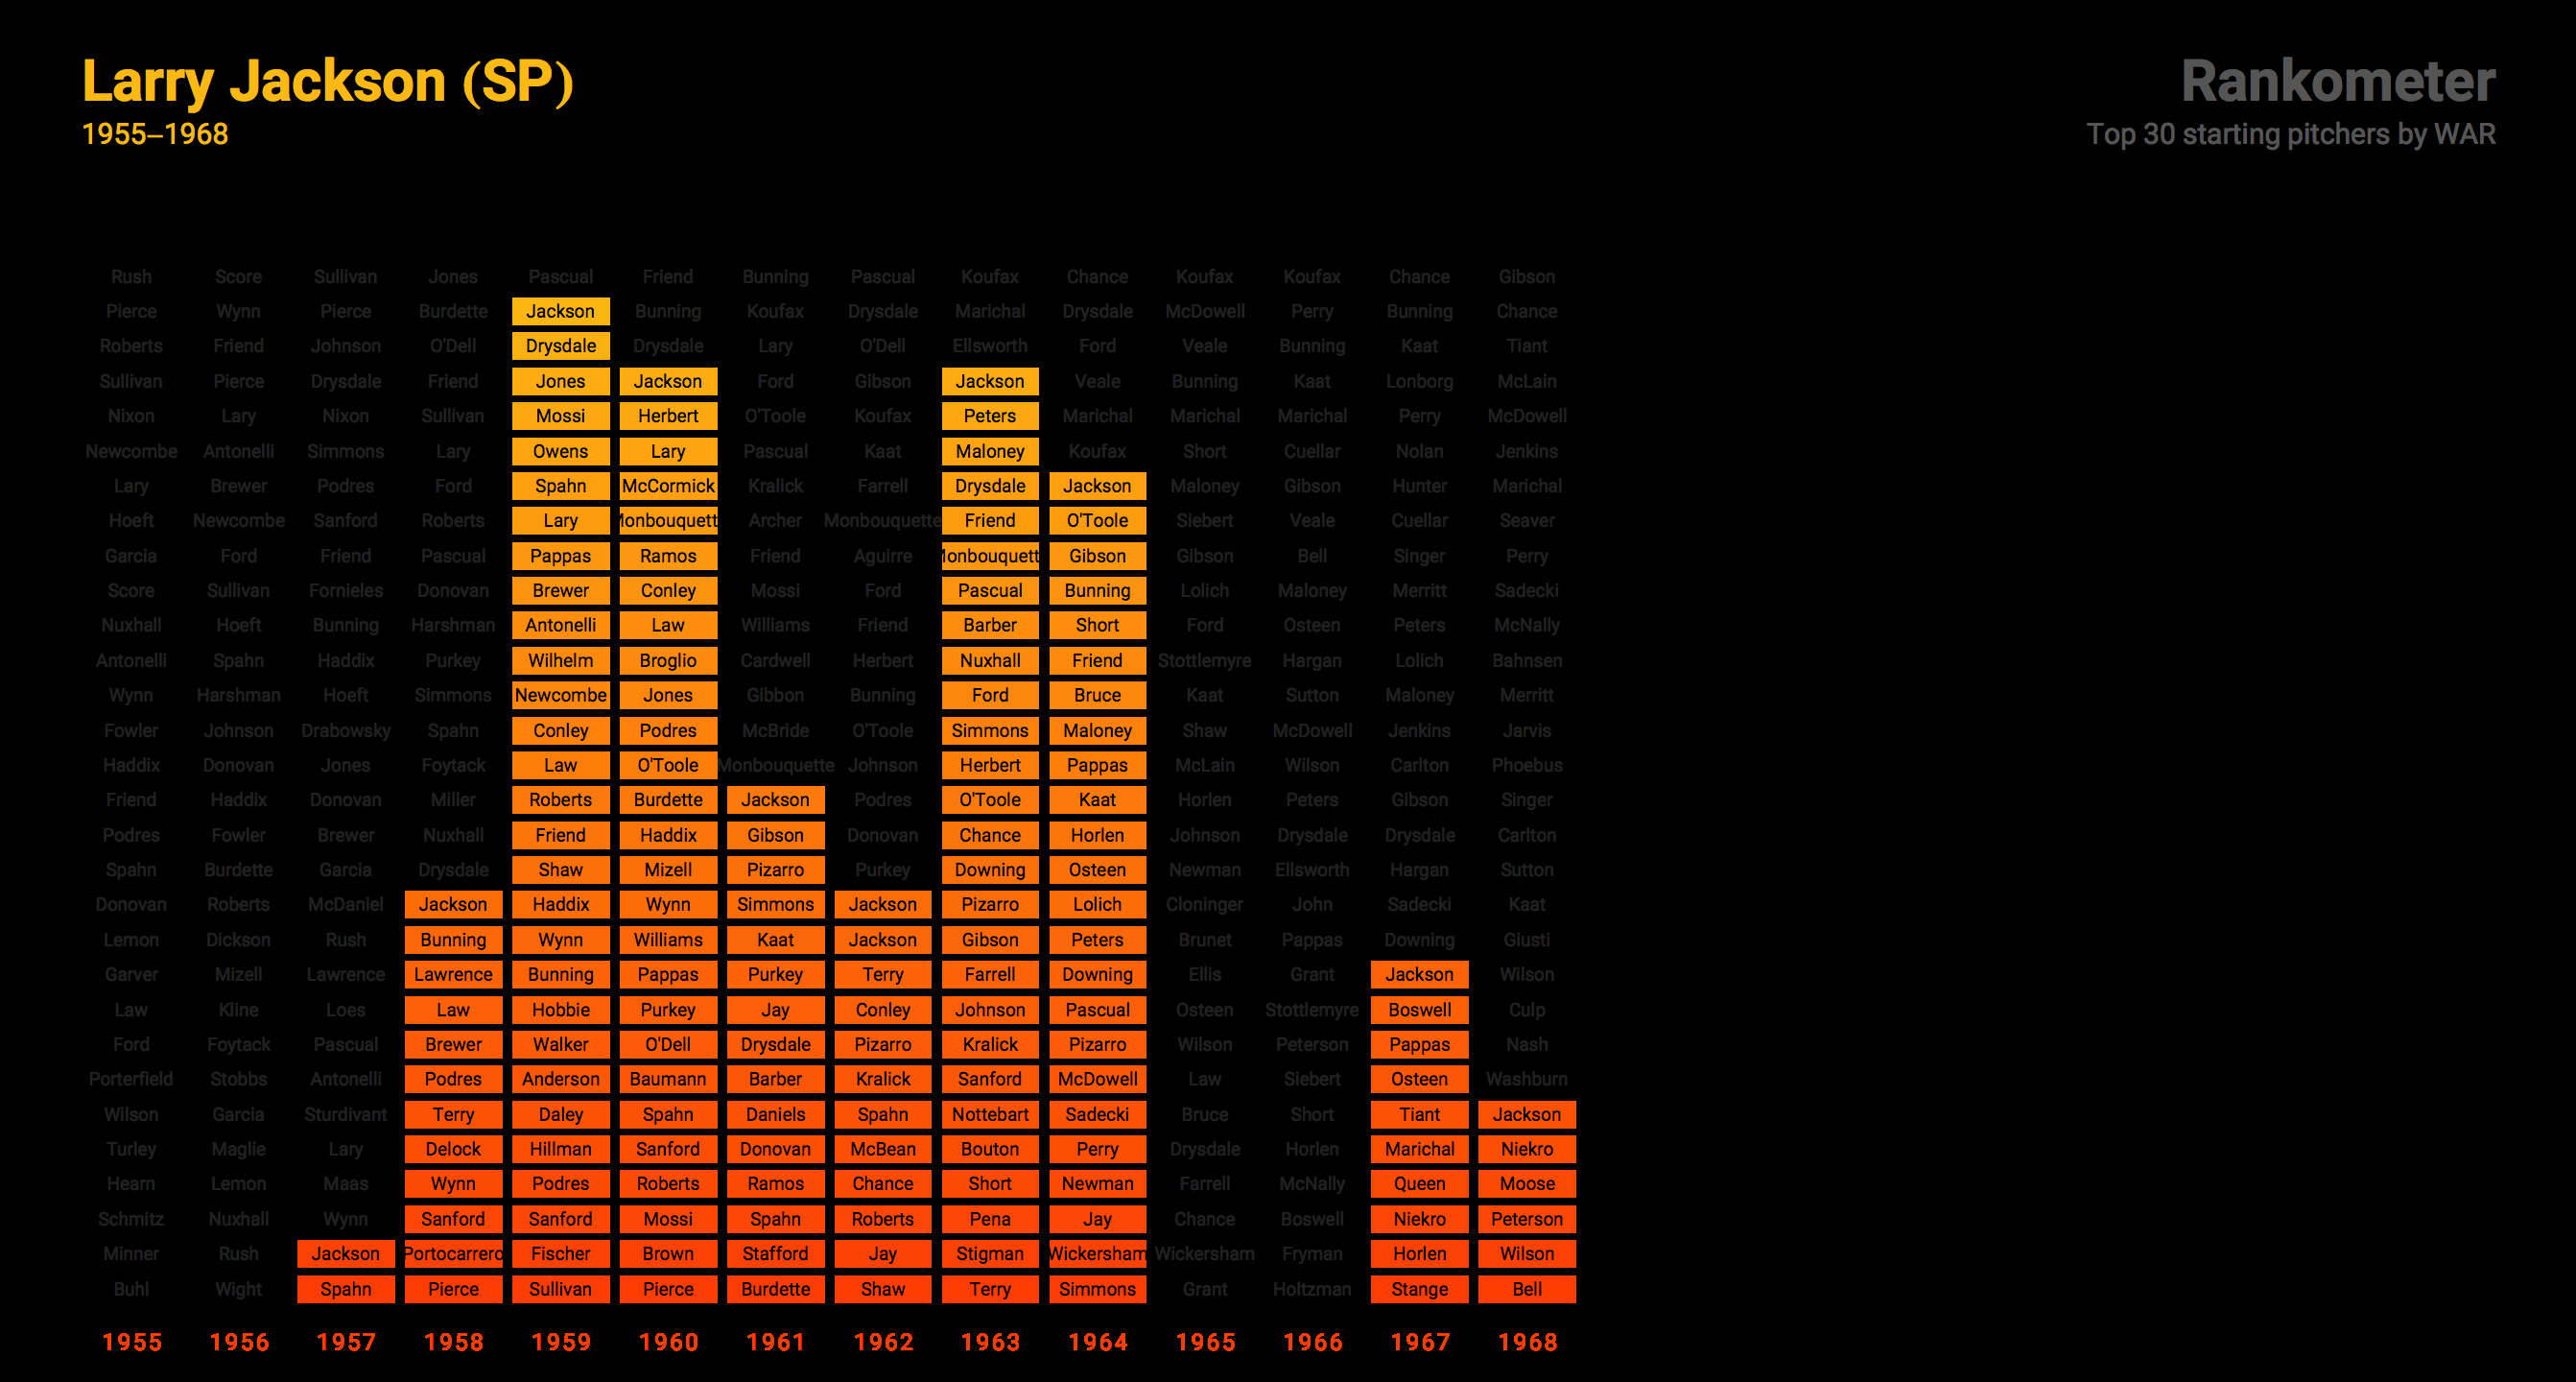 Larry Jackson (SP)
1955–1968
Rankometer
Top 30 starting pitchers by WAR
Rush Score Sullivan Jones Pascual Friend Bunning Pascual Koufax Chance Koufax Koufax Chance Gibson
Pierce Wynn Pierce Burdette Jackson Bunning Koufax Drysdale Marichal Drysdale McDowell Perry Bunning Chance
Roberts Friend Johnson O'Dell Drysdale Drysdale Lary O'Dell Ellsworth Ford Veale Bunning Kaat Tiant
Sullivan Pierce Drysdale Friend Jones Jackson Ford Gibson Jackson Veale Bunning Kaat Lonborg McLain
Nixon Lary Nixon Sullivan Mossi Herbert O'Toole Koufax Peters Marichal Marichal Marichal Perry McDowell
Newcombe Antonelli Simmons Lary Owens Lary Pascual Kaat Maloney Koufax Short Cuellar Nolan Jenkins
Lary Brewer Podres Ford Spahn McCormick Kralick Farrell Drysdale Jackson Maloney Gibson Hunter Marichal
Hoeft Newcombe Sanford Roberts Lary Monbouquett Archer Monbouquette Friend O'Toole Siebert Veale Cuellar Seaver
Garcia Ford Friend Pascual Pappas Ramos Friend Aguirre Monbouquett Gibson Gibson Bell Singer Perry
Score Sullivan Fornieles Donovan Brewer Conley Mossi Ford Pascual Bunning Lolich Maloney Merritt Sadecki
Nuxhall Hoeft Bunning Harshman Antonelli Law Williams Friend Barber Short Ford Osteen Peters McNally
Antonelli Spahn Haddix Purkey Wilhelm Broglio Cardwell Herbert Nuxhall Friend Stottlemyre Hargan Lolich Bahnsen
Wynn Harshman Hoeft Simmons Newcombe Jones Gibbon Bunning Ford Bruce Kaat Sutton Maloney Merritt
Fowler Johnson Drabowsky Spahn Conley Podres McBride O'Toole Simmons Maloney Shaw McDowell Jenkins Jarvis
Haddix Donovan Jones Foytack Law O'Toole Monbouquette Johnson Herbert Pappas McLain Wilson Carlton Phoebus
Friend Haddix Donovan Miller Roberts Burdette Jackson Podres O'Toole Kaat Horlen Peters Gibson Singer
Podres Fowler Brewer Nuxhall Friend Haddix Gibson Donovan Chance Horlen Johnson Drysdale Drysdale Carlton
Spahn Burdette Garcia Drysdale Shaw Mizell Pizarro Purkey Downing Osteen Newman Ellsworth Hargan Sutton
Donovan Roberts McDaniel Jackson Haddix Wynn Simmons Jackson Pizarro Lolich Cloninger John Sadecki Kaat
Lemon Dickson Rush Bunning Wynn Williams Kaat Jackson Gibson Peters Brunet Pappas Downing Giusti
Garver Mizell Lawrence Lawrence Bunning Pappas Purkey Terry Farrell Downing Ellis Grant Jackson Wilson
Law Kline Loes Law Hobbie Purkey Jay Conley Johnson Pascual Osteen Stottlemyre Boswell Culp
Ford Foytack Pascual Brewer Walker O'Dell Drysdale Pizarro Kralick Pizarro Wilson Peterson Pappas Nash
Porterfield Stobbs Antonelli Podres Anderson Baumann Barber Kralick Sanford McDowell Law Siebert Osteen Washburn
Wilson Garcia Sturdivant Terry Daley Spahn Daniels Spahn Nottebart Sadecki Bruce Short Tiant Jackson
Turley Maglie Lary Delock Hillman Sanford Donovan McBean Bouton Perry Drysdale Horlen Marichal Niekro
Hearn Lemon Maas Wynn Podres Roberts Ramos Chance Short Newman Farrell McNally Queen Moose
Schmitz Nuxhall Wynn Sanford Sanford Mossi Spahn Roberts Pena Jay Chance Boswell Niekro Peterson
Minner Rush Jackson Portocarrero Fischer Brown Stafford Jay Stigman Wickersham Wickersham Fryman Horlen Wilson
Buhl Wight Spahn Pierce Sullivan Pierce Burdette Shaw Terry Simmons Grant Holtzman Stange Bell
1955 1956 1957 1958 1959 1960 1961 1962 1963 1964 1965 1966 1967 1968